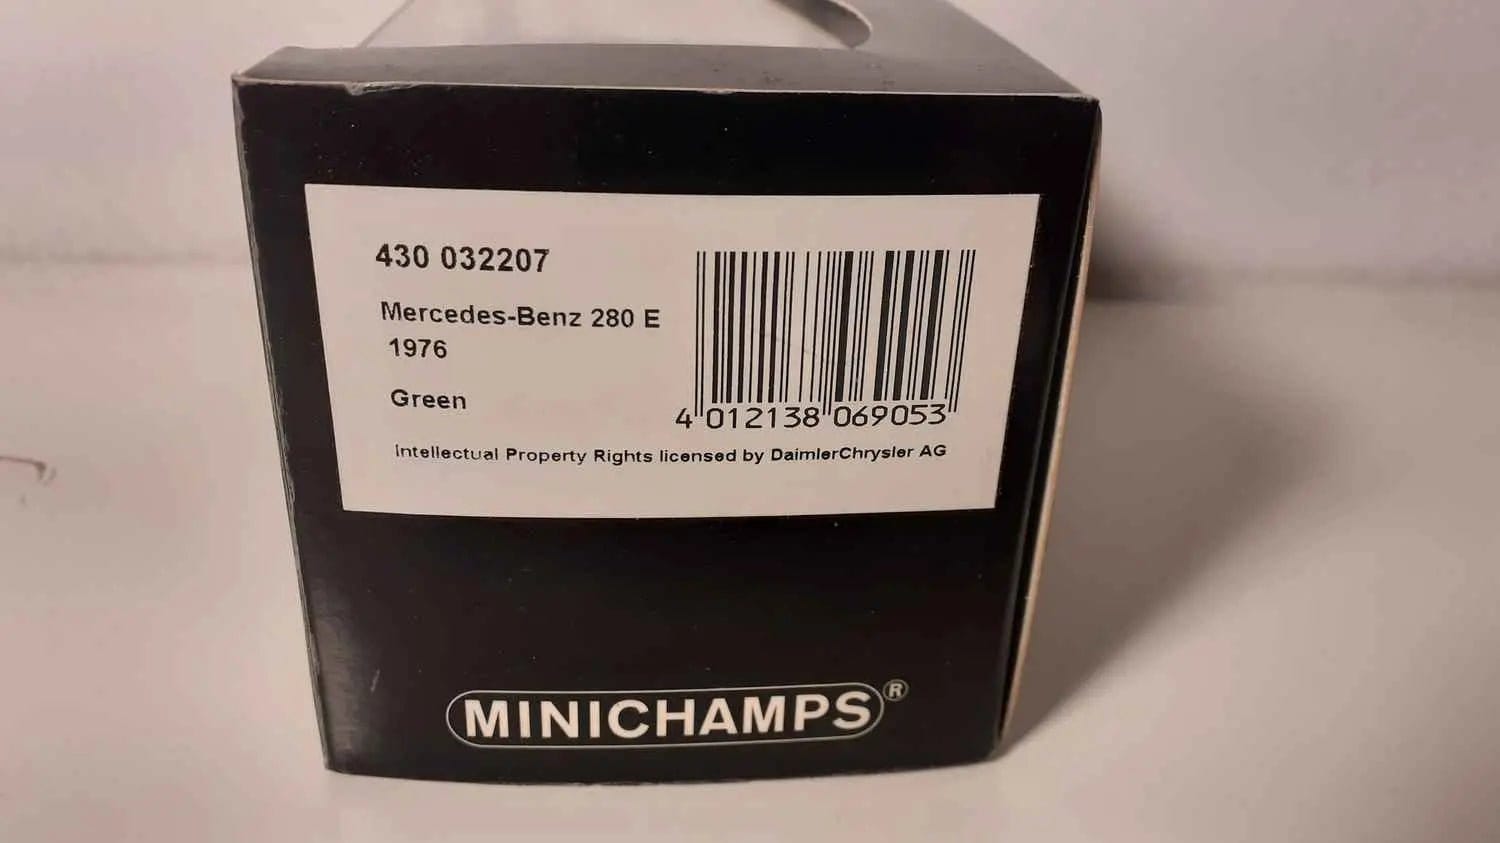 430 032207
Mercedes-Benz 280 E
1976
Green
4 012138 069053
Intellectual Property Rights licensed by DaimlerChrysler AG
MINICHAMPS®